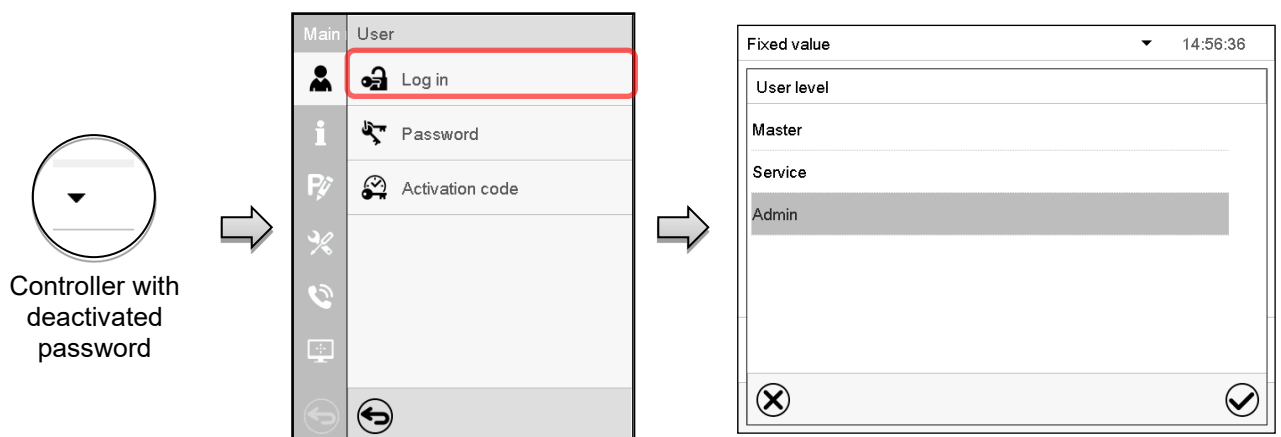 Controller with
deactivated
password
Main
User
Log in
Password
Activation code
Fixed value
14:56:36
User level
Master
Service
Admin